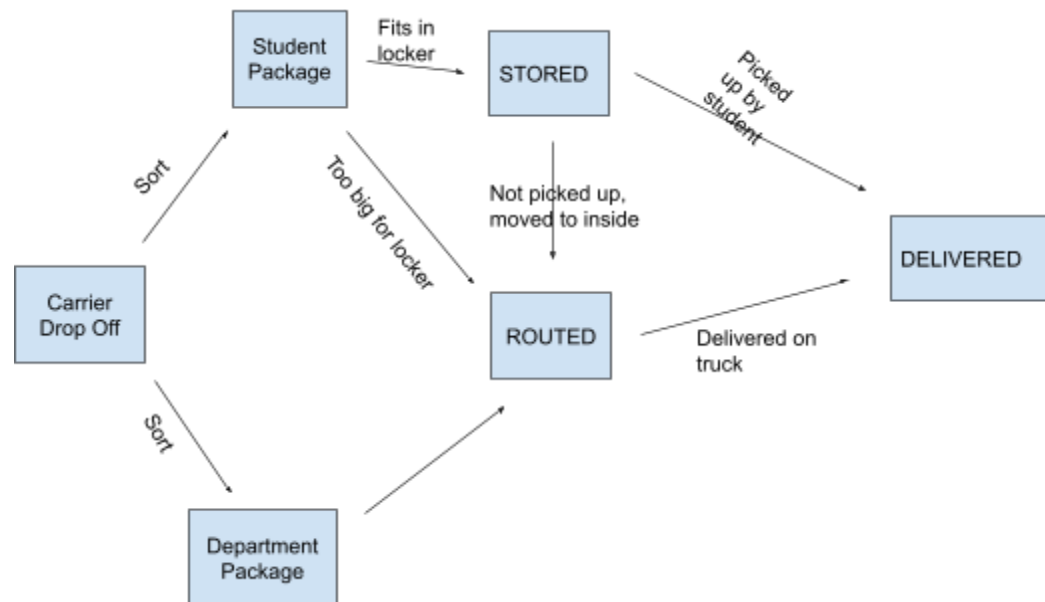 Student
Package
Fits in
locker
STORED
Picked
up by
student
Sort
Too big for locker
Not picked up,
moved to inside
DELIVERED
Carrier
Drop Off
ROUTED
Delivered on
truck
Sort
Department
Package